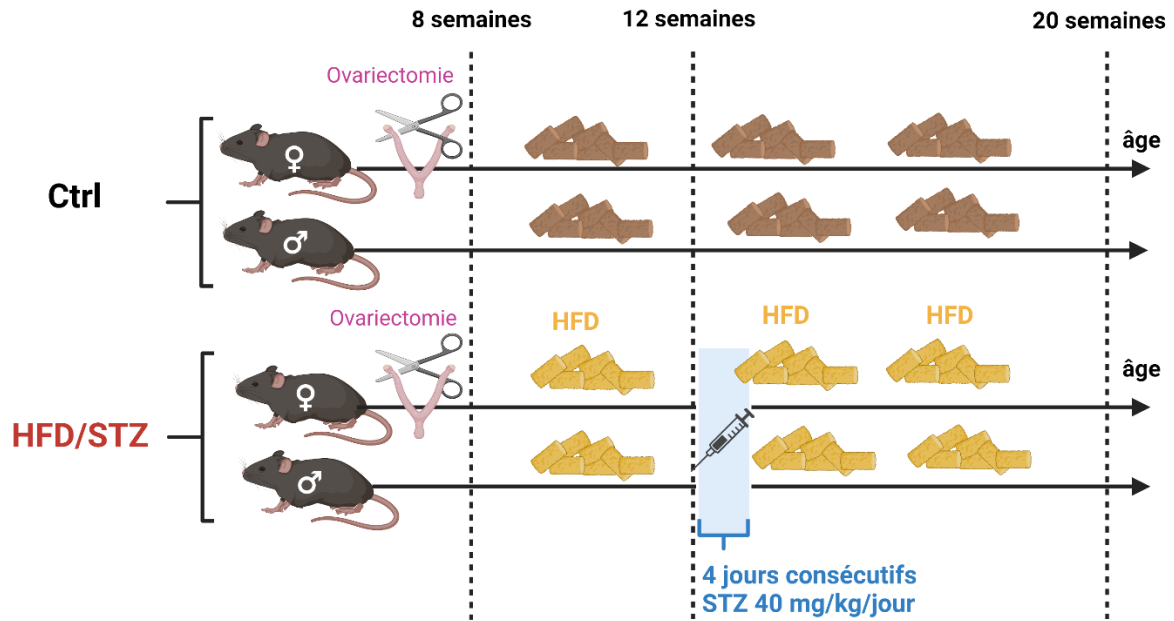 8 semaines
12 semaines
20 semaines
Ovariectomie
♀
âge
Ctrl
♂
Ovariectomie
HFD
HFD
HFD
♀
âge
HFD/STZ
♂
4 jours consécutifs
STZ 40 mg/kg/jour